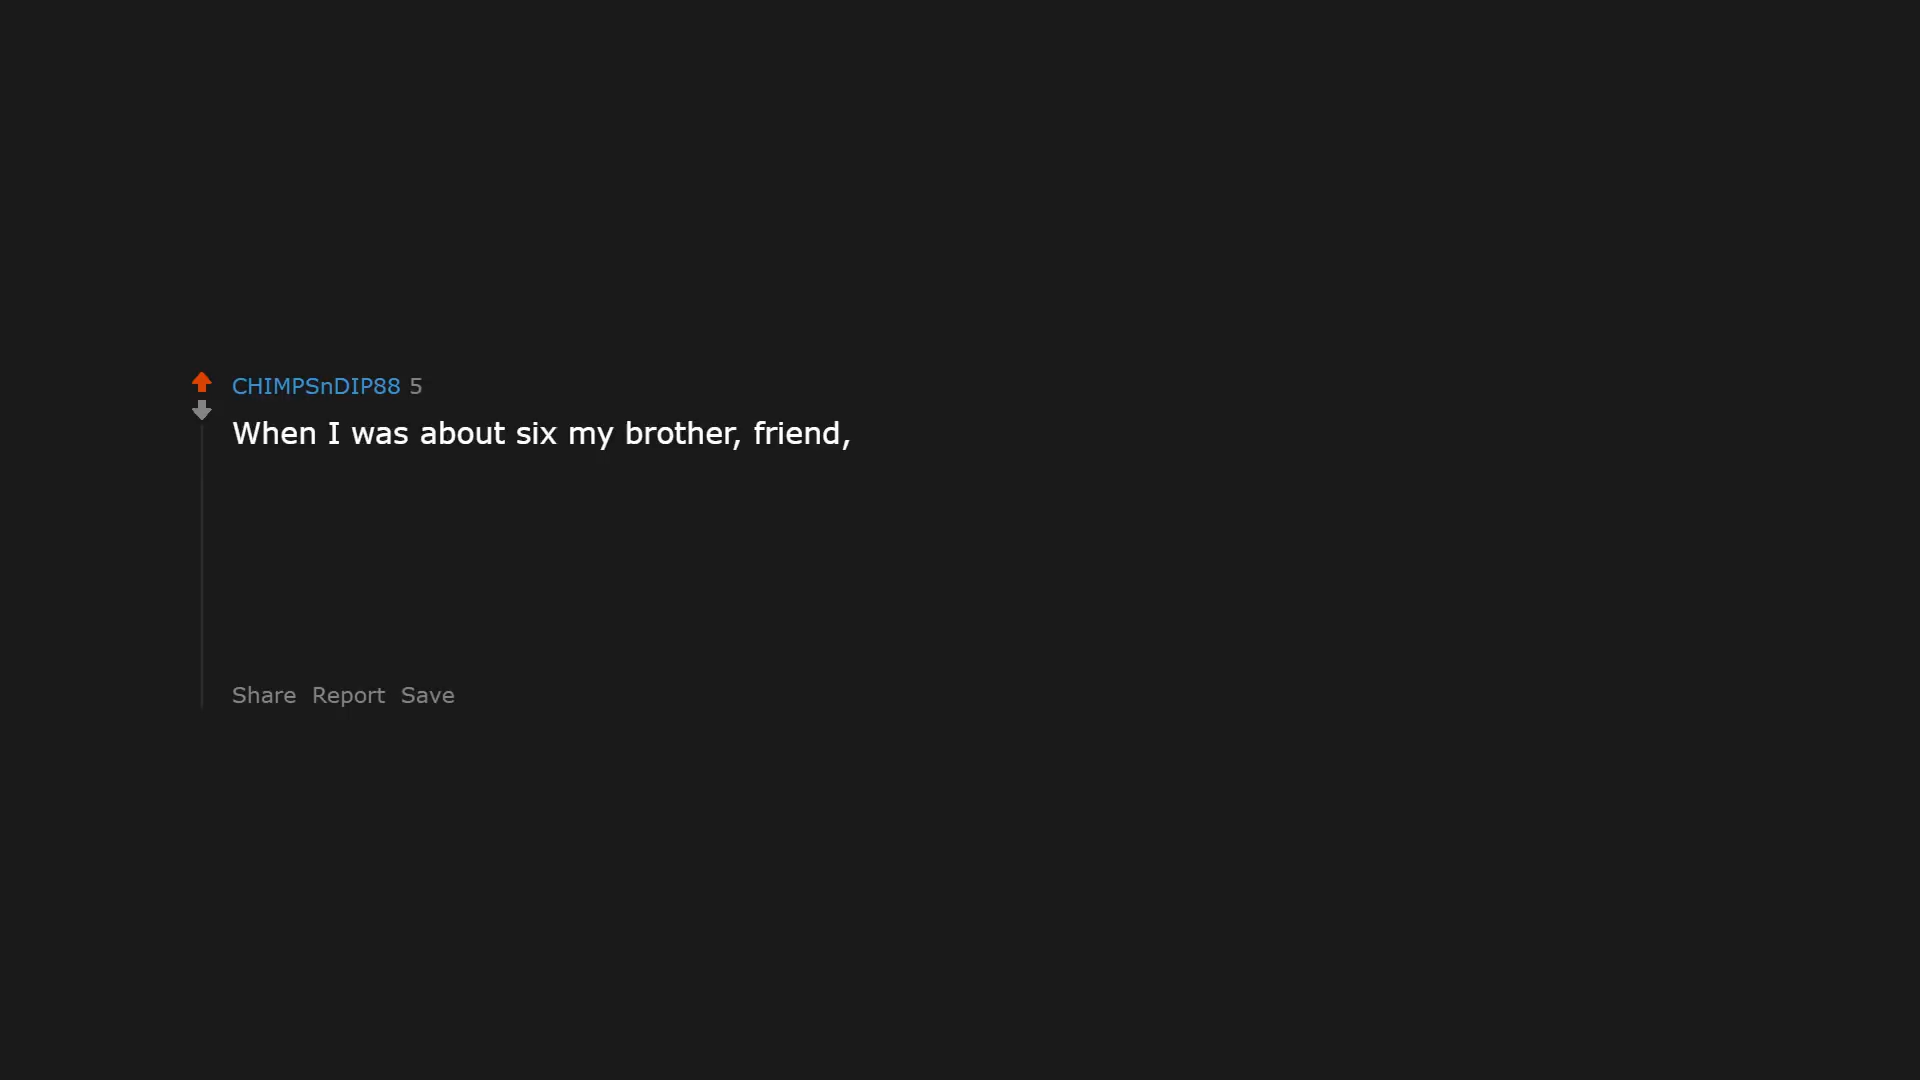 CHIMPSnDIP88 5
When I was about six my brother, friend,
Share Report Save